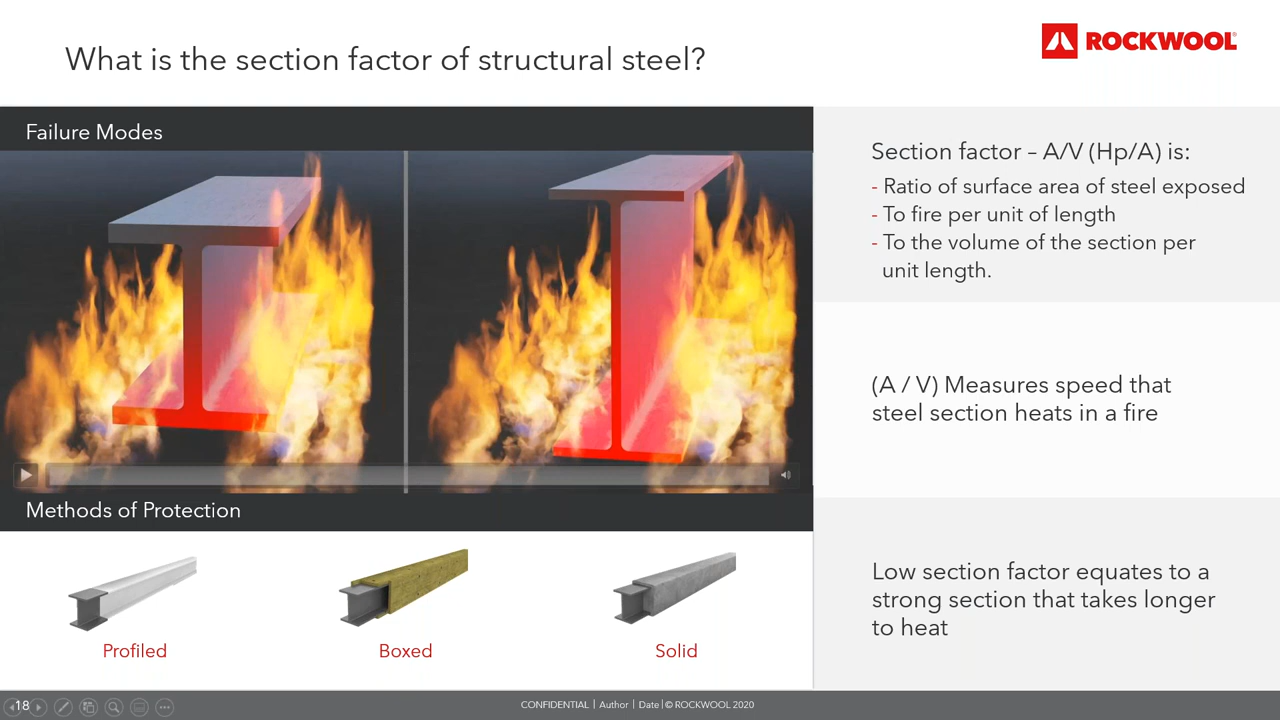 What is the section factor of structural steel?
ROCKWOOL
Failure Modes
Section factor – A/V (Hp/A) is:
- Ratio of surface area of steel exposed
- To fire per unit of length
- To the volume of the section per
unit length.
(A / V) Measures speed that
steel section heats in a fire
Methods of Protection
Profiled
Boxed
Solid
Low section factor equates to a
strong section that takes longer
to heat
18
CONFIDENTIAL | Author | Date | © ROCKWOOL 2020